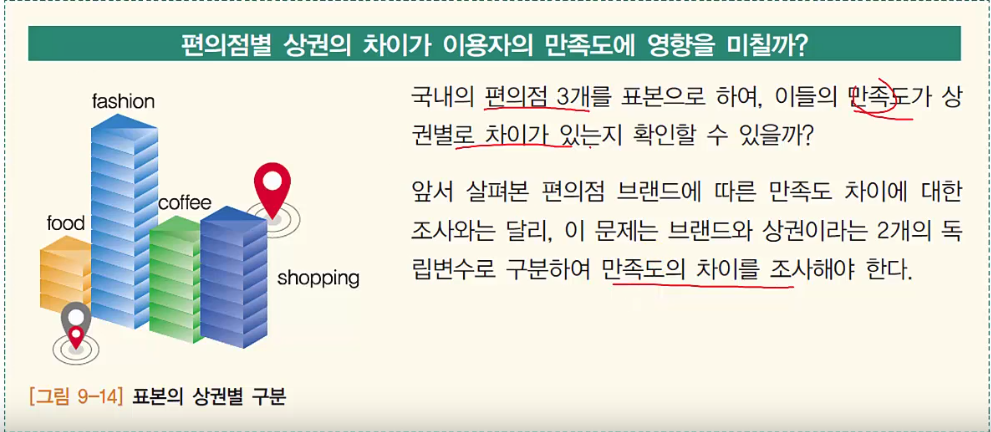 편의점별 상권의 차이가 이용자의 만족도에 영향을 미칠까?
fashion
food
coffee
shopping
[그림 9-14] 표본의 상권별 구분
국내의 편의점 3개를 표본으로 하여, 이들의 만족도가 상
권별로 차이가 있는지 확인할 수 있을까?
앞서 살펴본 편의점 브랜드에 따른 만족도 차이에 대한
조사와는 달리, 이 문제는 브랜드와 상권이라는 2개의 독
립변수로 구분하여 만족도의 차이를 조사해야 한다.